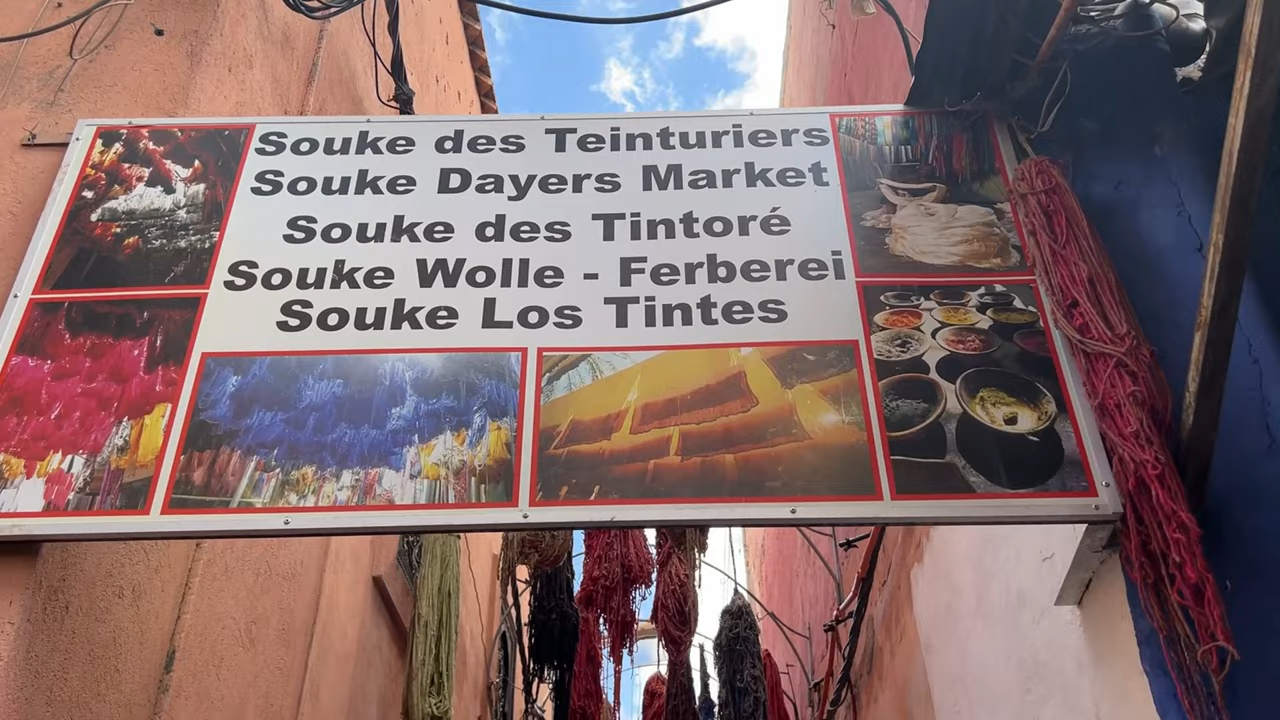 Souke des Teinturiers
Souke Dayers Market
Souke des Tintoré
Souke Wolle - Ferberei
Souke Los Tintes